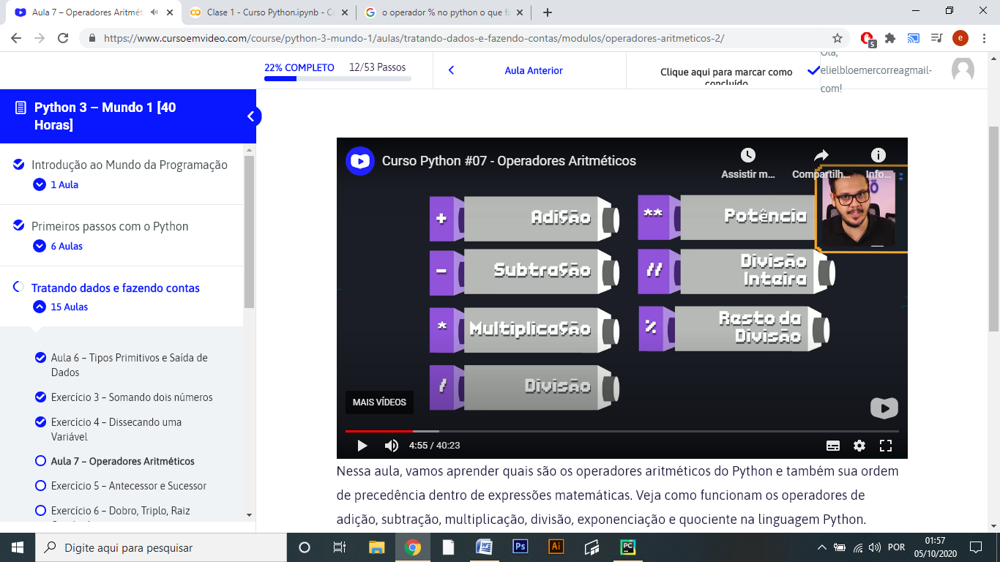 Aula 7 – Operadores Aritmét
Clase 1 - Curso Python.ipynb - Co
o operador % no python o que fa
https://www.cursoemvideo.com/course/python-3-mundo-1/aulas/tratando-dados-e-fazendo-contas/modulos/operadores-aritmeticos-2/
e
5
22% COMPLETO
12/53 Passos
Aula Anterior
Clique aqui para marcar como
concluído
Olá,
elielbloemercorreagmail-
com!
Python 3 – Mundo 1 [40
Horas]
Introdução ao Mundo da Programação
1 Aula
Primeiros passos com o Python
6 Aulas
Tratando dados e fazendo contas
15 Aulas
Aula 6 – Tipos Primitivos e Saída de
Dados
Exercício 3 – Somando dois números
Exercício 4 – Dissecando uma
Variável
Aula 7 – Operadores Aritméticos
Exercício 5 – Antecessor e Sucessor
Exercício 6 – Dobro, Triplo, Raiz
Curso Python #07 - Operadores Aritméticos
Assistir m...
Compartilh...
Info...
+ Adição
- Subtração
* Multiplicação
/ Divisão
** Potência
// Divisão
Inteira
% Resto da
Divisão
MAIS VÍDEOS
4:55 / 40:23
Nessa aula, vamos aprender quais são os operadores aritméticos do Python e também sua ordem
de precedência dentro de expressões matemáticas. Veja como funcionam os operadores de
adição, subtração, multiplicação, divisão, exponenciação e quociente na linguagem Python.
Digite aqui para pesquisar
Ps
Ai
PC
POR
01:57
05/10/2020